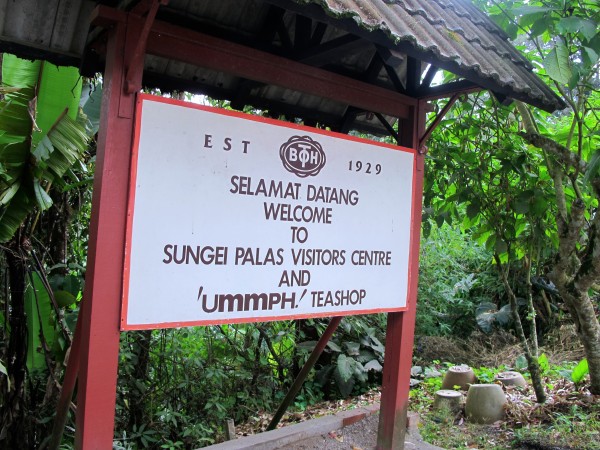 EST BOH 1929
SELAMAT DATANG
WELCOME
TO
SUNGEI PALAS VISITORS CENTRE
AND
'UMMPH.' TEASHOP